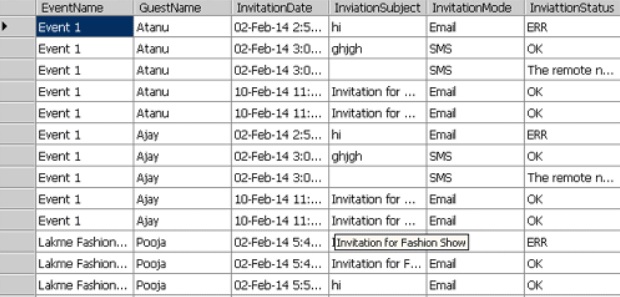 EventName GuestName InvitationDate InviationSubject InvitationMode InviattionStatus
Event 1 Atanu 02-Feb-14 2:5... hi Email ERR
Event 1 Atanu 02-Feb-14 3:0... ghjgh SMS OK
Event 1 Atanu 02-Feb-14 3:0... SMS The remote n...
Event 1 Atanu 10-Feb-14 11:... Invitation for ... Email OK
Event 1 Atanu 10-Feb-14 11:... Invitation for ... Email OK
Event 1 Ajay 02-Feb-14 2:5... hi Email ERR
Event 1 Ajay 02-Feb-14 3:0... ghjgh SMS OK
Event 1 Ajay 02-Feb-14 3:0... SMS The remote n...
Event 1 Ajay 10-Feb-14 11:... Invitation for ... Email OK
Event 1 Ajay 10-Feb-14 11:... Invitation for ... Email OK
Lakme Fashion... Pooja 02-Feb-14 5:4... Invitation for Fashion Show ERR
Lakme Fashion... Pooja 02-Feb-14 5:4... Invitation for F... Email OK
Lakme Fashion... Pooja 02-Feb-14 5:5... hi Email OK